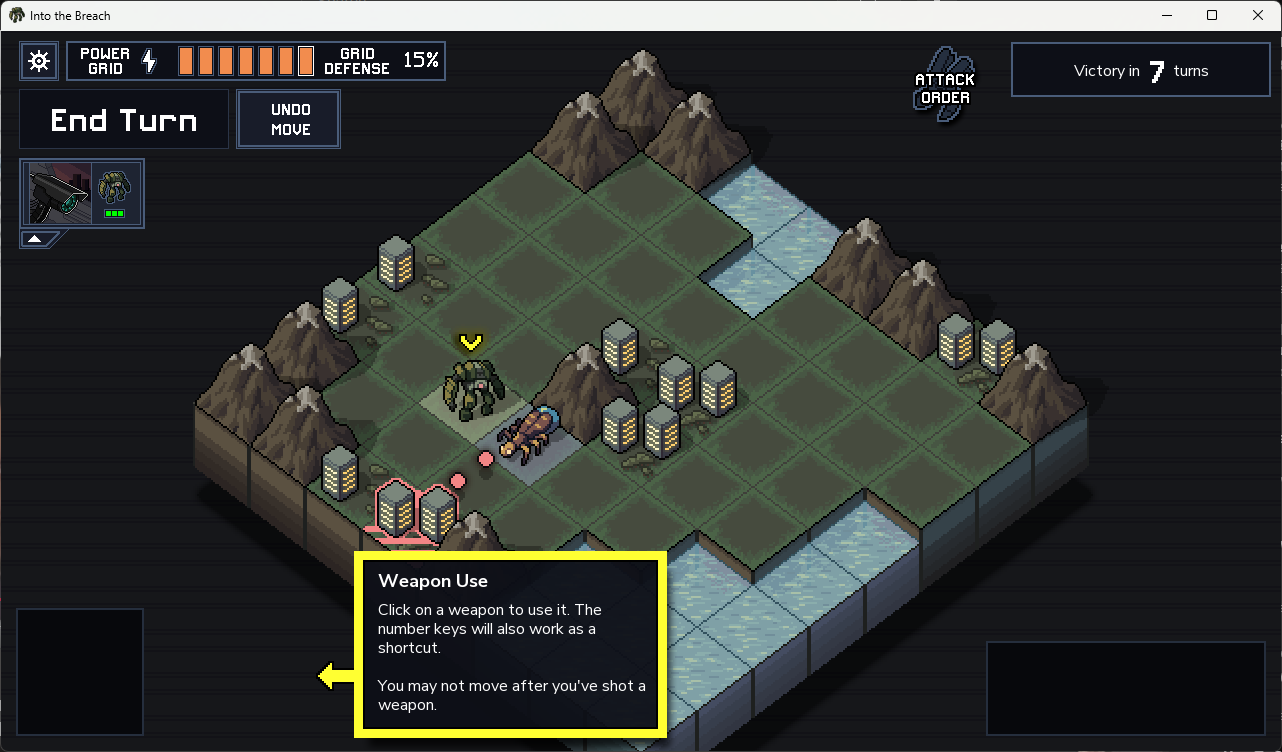 Into the Breach
POWER
GRID
GRID
DEFENSE
15%
ATTACK
ORDER
Victory in 7 turns
End Turn
UNDO
MOVE
Weapon Use
Click on a weapon to use it. The
number keys will also work as a
shortcut.
You may not move after you've shot a
weapon.